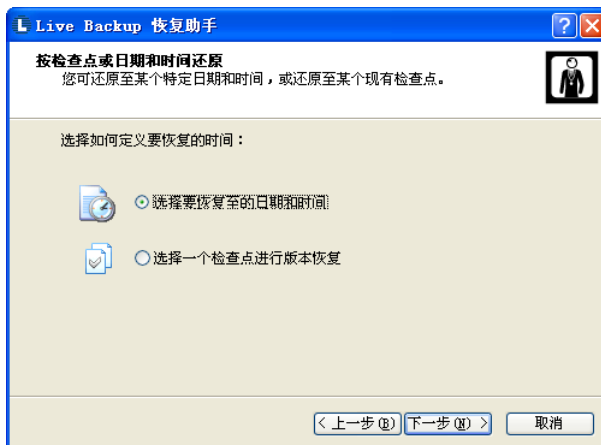 Live Backup 恢复助手
按检查点或日期和时间还原
您可还原至某个特定日期和时间，或还原至某个现有检查点。
选择如何定义要恢复的时间：
选择要恢复至的日期和时间
选择一个检查点进行版本恢复
< 上一步(B) 下一步(N) > 取消